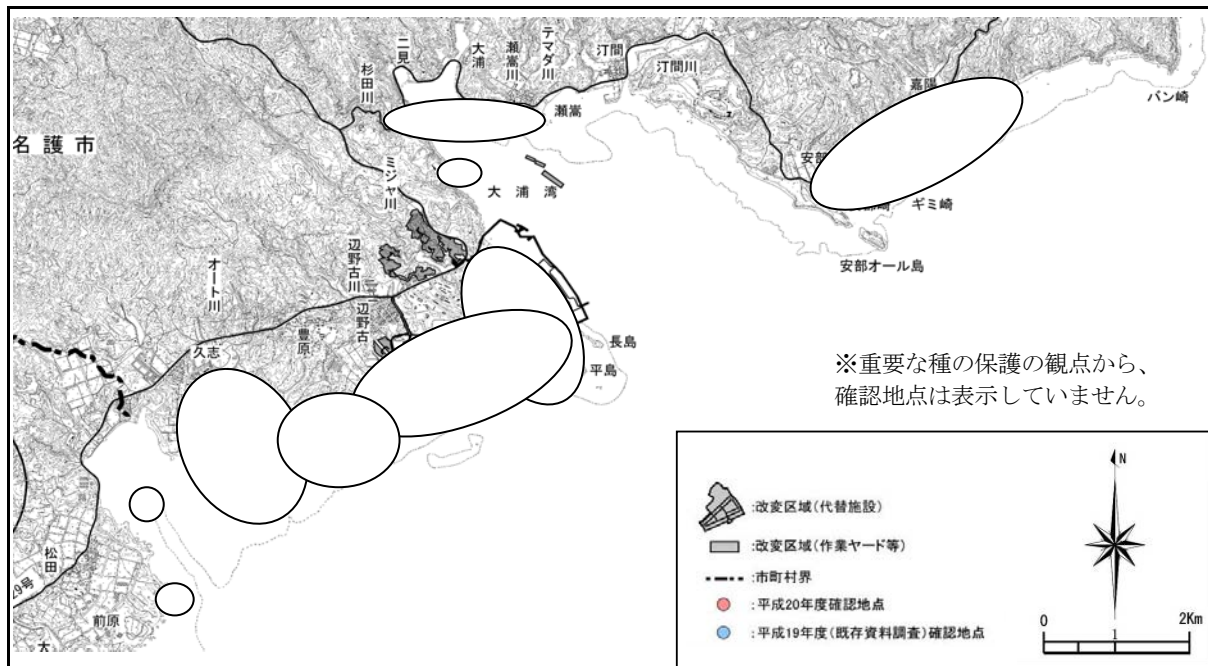 二見
大浦
瀬嵩川
テマダ川
汀間
汀間川
杉田川
瀬嵩
嘉陽
バン崎
名護市
安部
ギミ崎
大浦湾
ミジャ川
安部オール島
辺野古川
オート川
辺野古
豊原
久志
長島
平島
※重要な種の保護の観点から、
確認地点は表示していません。
松田
29号
前原
:改変区域(代替施設)
:改変区域(作業ヤード等)
:市町村界
:平成20年度確認地点
:平成19年度(既存資料調査)確認地点
N
0 1 2Km